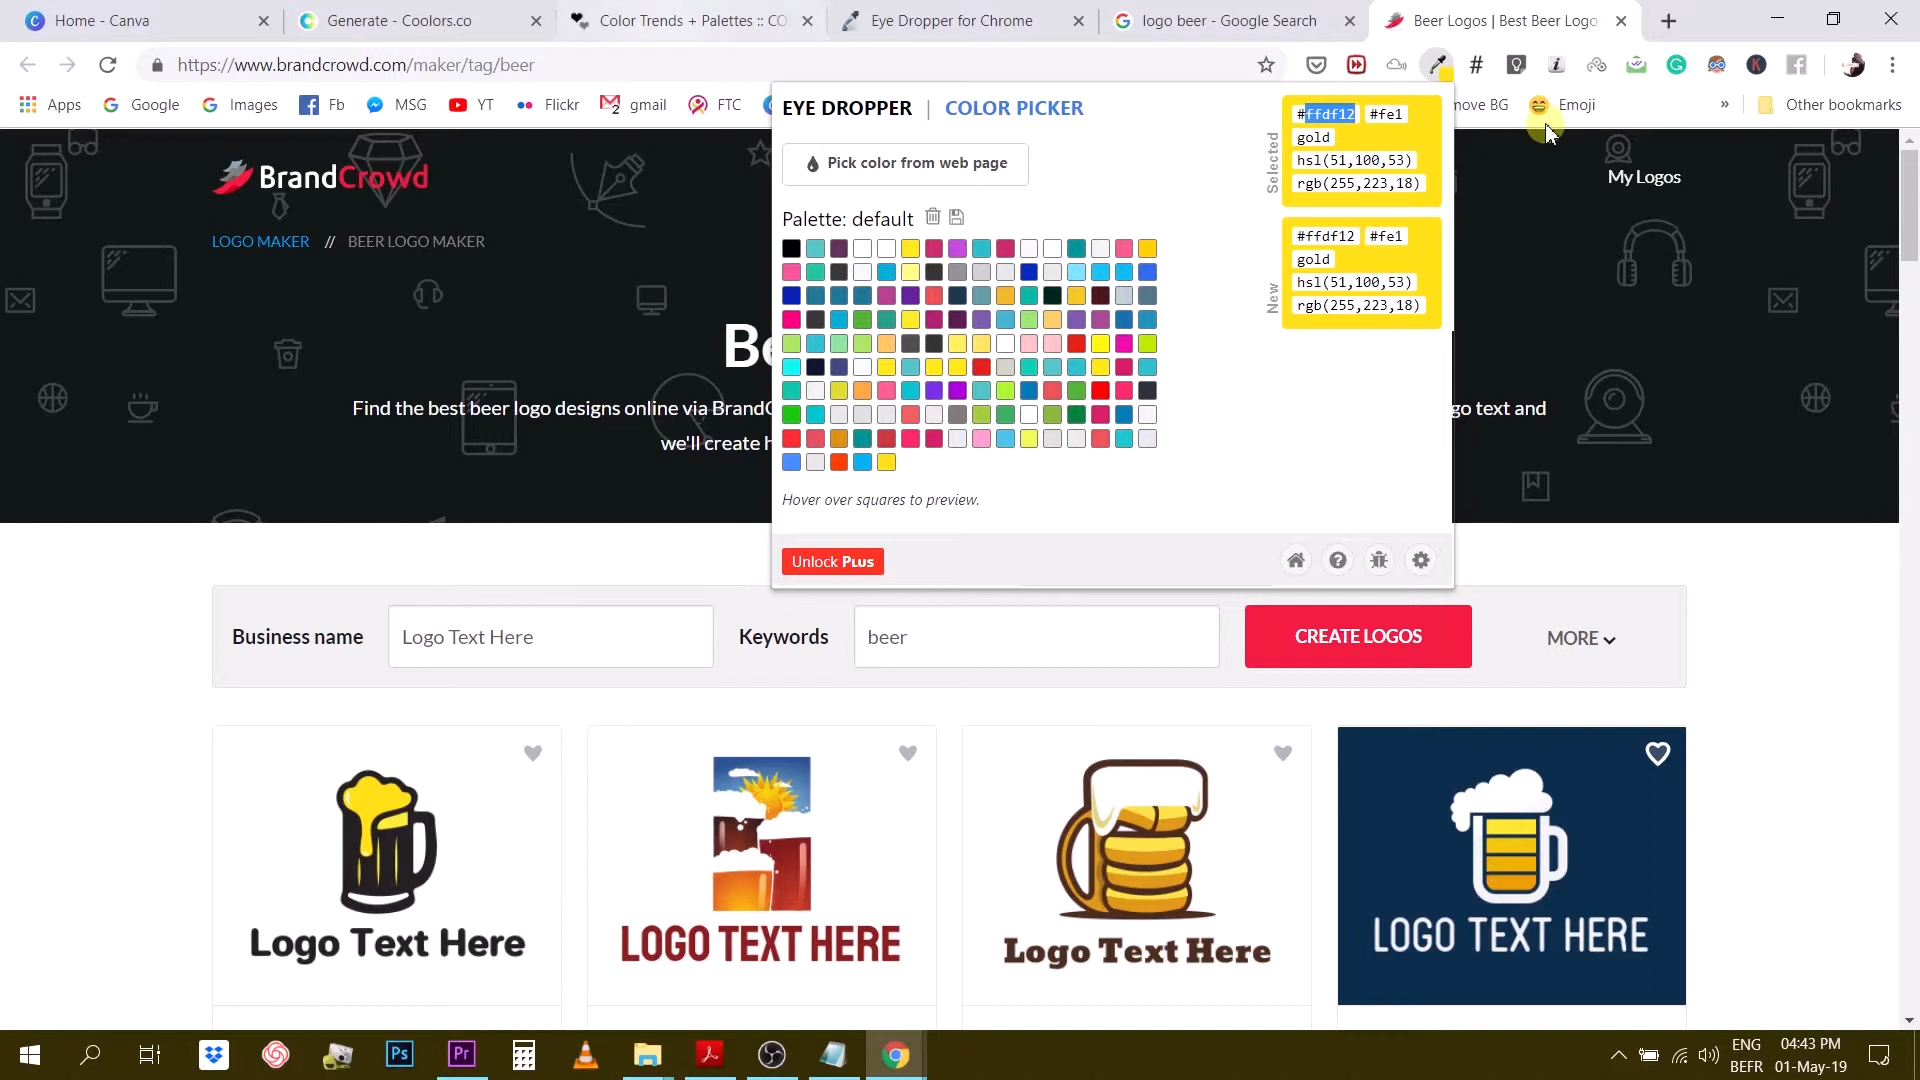 Home - Canva
Generate - Coolors.co
Color Trends + Palettes :: CO
Eye Dropper for Chrome
logo beer - Google Search
Beer Logos | Best Beer Logo
https://www.brandcrowd.com/maker/tag/beer
Apps
Google
Images
Fb
MSG
YT
Flickr
gmail
FTC
move BG
Emoji
»
Other bookmarks
BrandCrowd
My Logos
LOGO MAKER // BEER LOGO MAKER
Find the best beer logo designs online via Brand
go text and
we'll create h
EYE DROPPER | COLOR PICKER
Pick color from web page
Palette: default
Hover over squares to preview.
Unlock PLUS
Selected
#ffdf12 #fe1
gold
hsl(51,100,53)
rgb(255,223,18)
New
#ffdf12 #fe1
gold
hsl(51,100,53)
rgb(255,223,18)
Business name
Logo Text Here
Keywords
beer
CREATE LOGOS
MORE
Logo Text Here
LOGO TEXT HERE
Logo Text Here
LOGO TEXT HERE
Ps
Pr
ENG
BEFR
04:43 PM
01-May-19